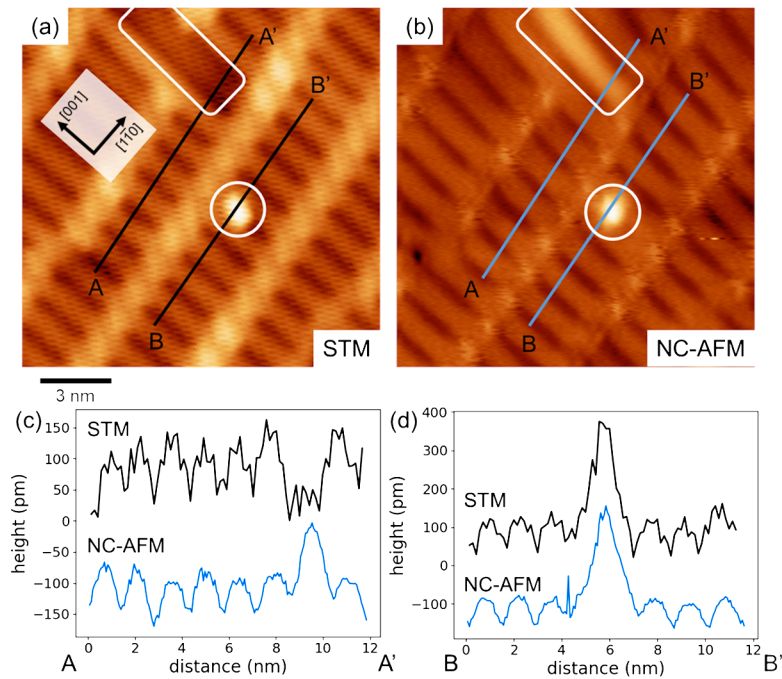 (a)
A'
B'
[001]
[11̅0]
A
B
STM
3 nm
(b)
A'
B'
A
B
NC-AFM
(c)
STM
NC-AFM
height (pm)
150
100
50
0
−50
−100
−150
0 2 4 6 8 10 12
A distance (nm) A'
(d)
STM
NC-AFM
height (pm)
400
300
200
100
0
−100
0 2 4 6 8 10 12
B distance (nm) B'